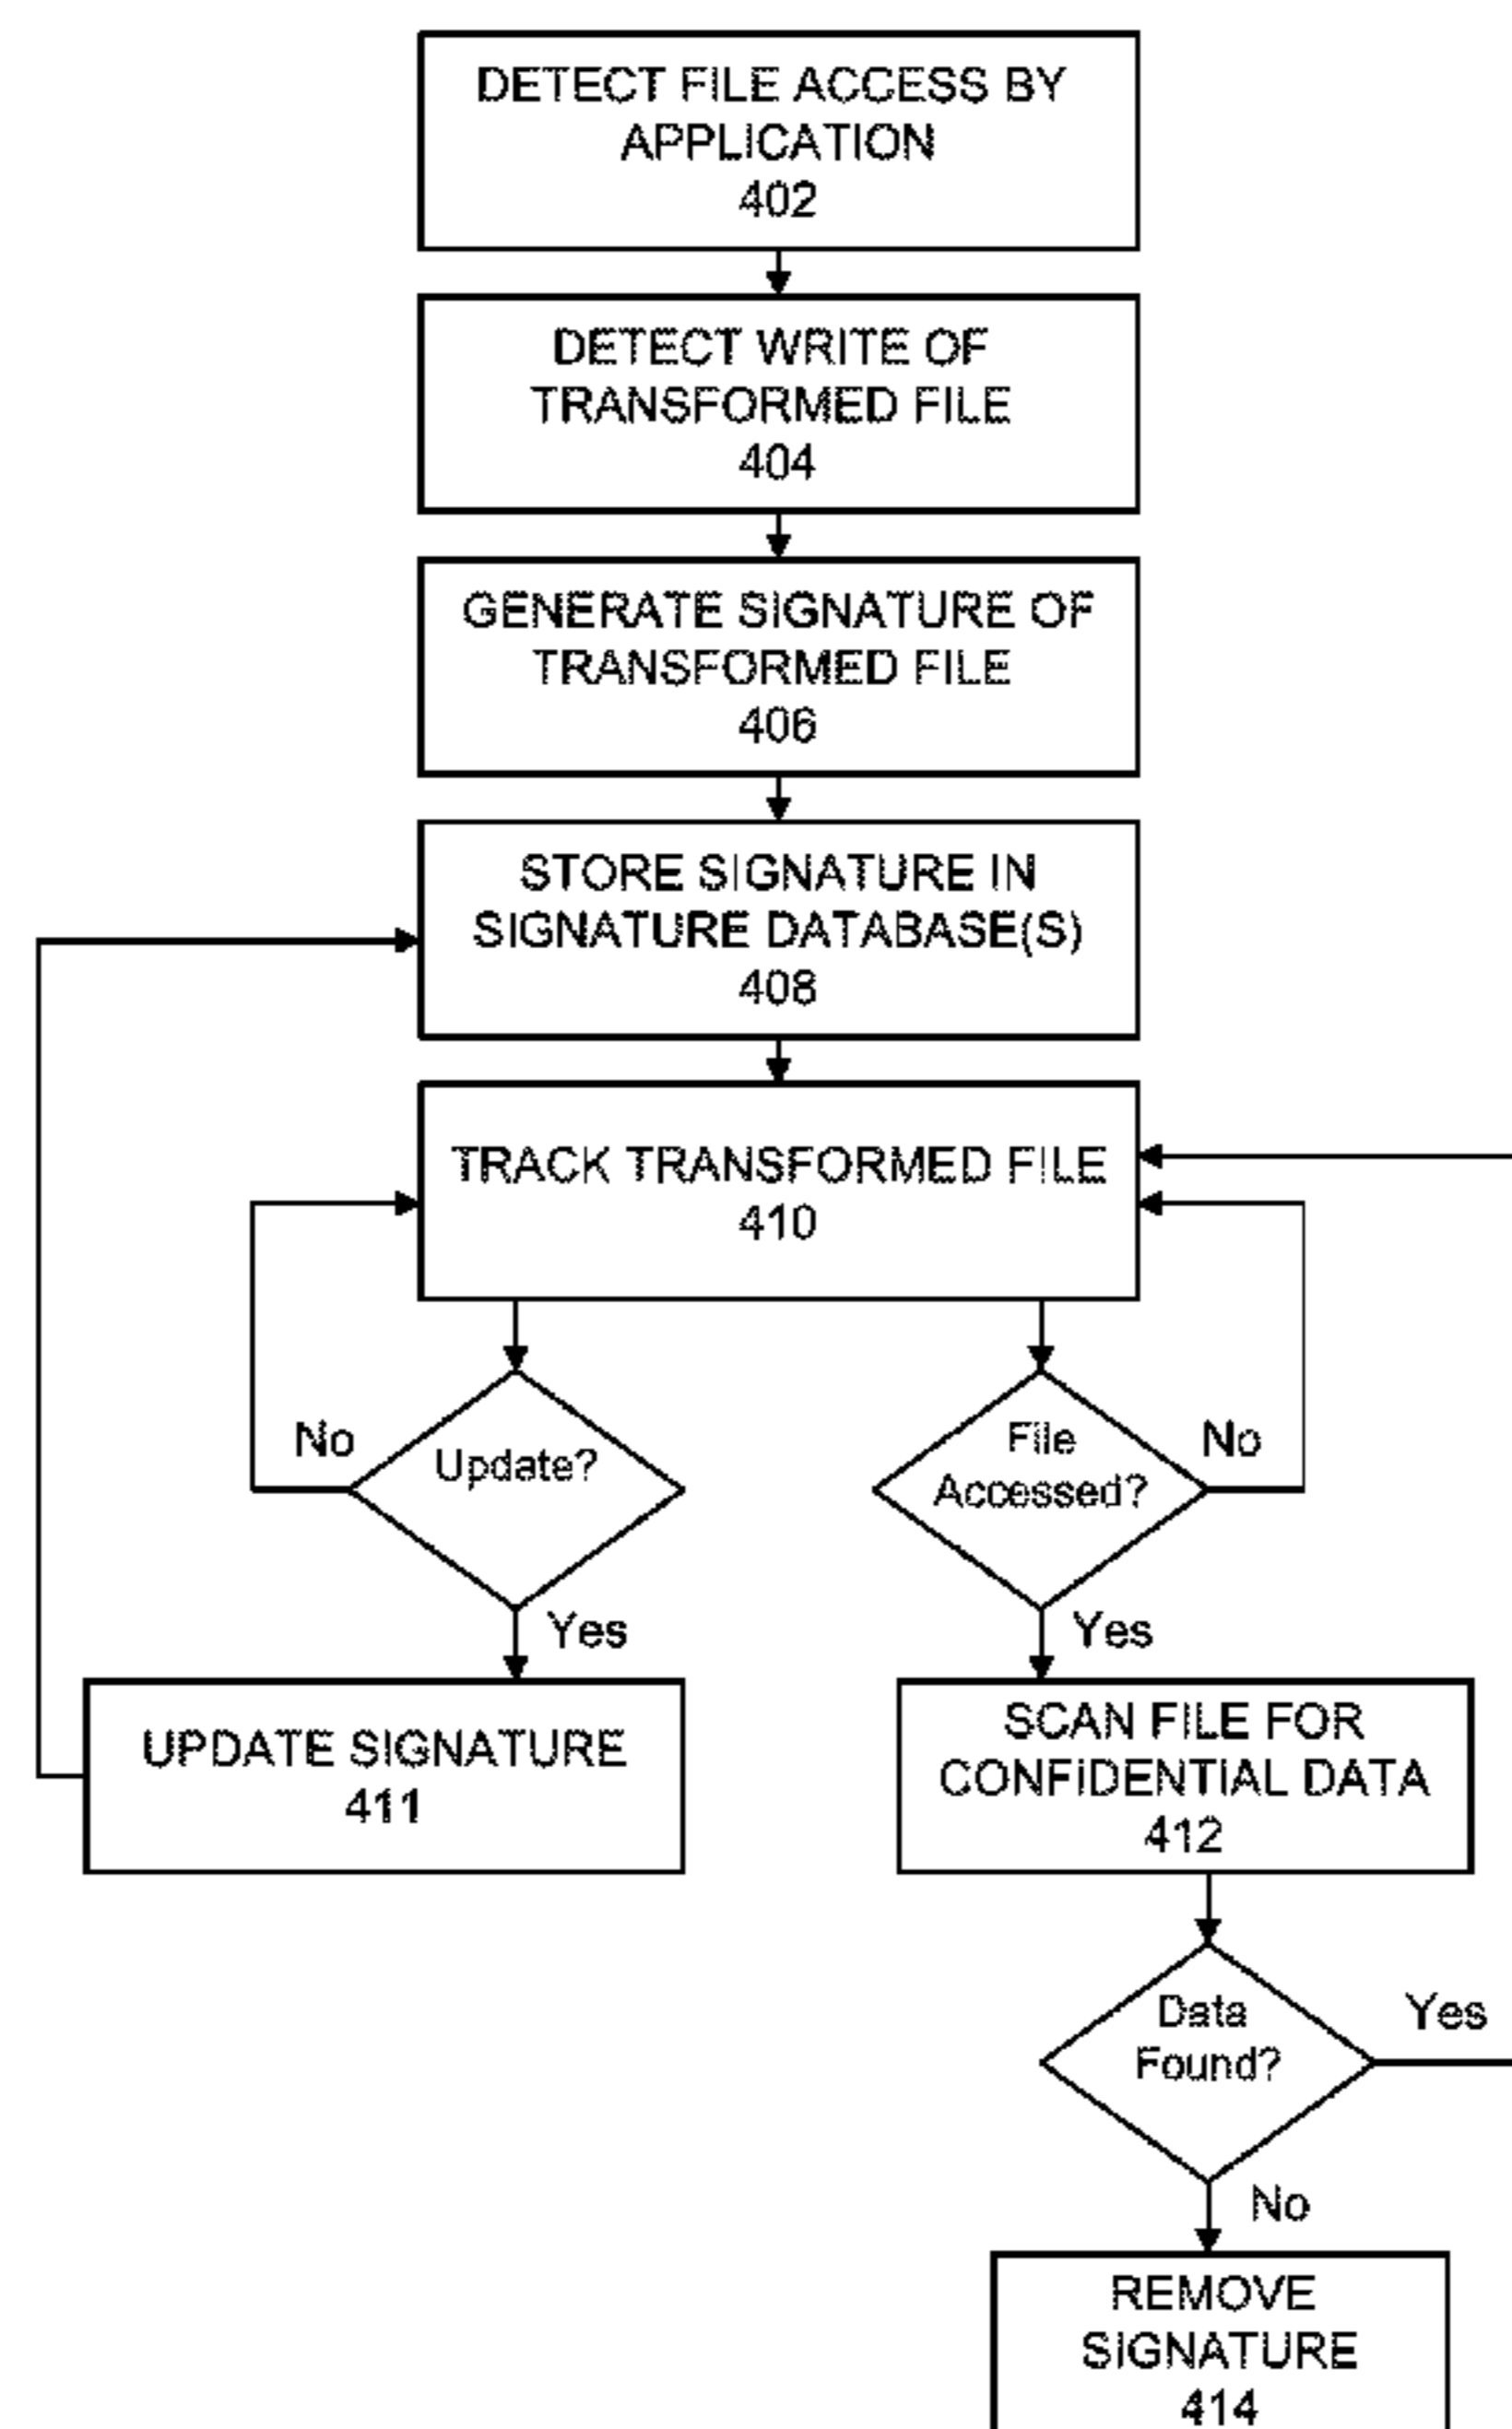 DETECT FILE ACCESS BY
APPLICATION
402
DETECT WRITE OF
TRANSFORMED FILE
404
GENERATE SIGNATURE OF
TRANSFORMED FILE
406
STORE SIGNATURE IN
SIGNATURE DATABASE(S)
408
TRACK TRANSFORMED FILE
410
No
Update?
File
Accessed?
No
Yes
Yes
UPDATE SIGNATURE
411
SCAN FILE FOR
CONFIDENTIAL DATA
412
Data
Found?
Yes
No
REMOVE
SIGNATURE
414